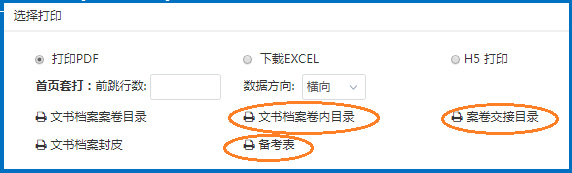 选择打印
打印PDF 下载EXCEL H5 打印
首页套打：前跳行数: 数据方向: 横向
文书档案案卷目录 文书档案卷内目录 案卷交接目录
文书档案封皮 备考表